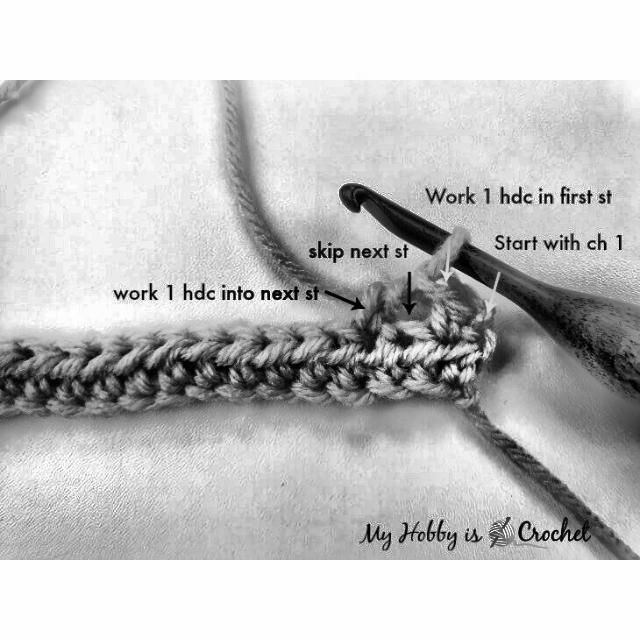 Work 1 hdc in first st
Start with ch 1
skip next st
work 1 hdc into next st
My Hobby is Crochet